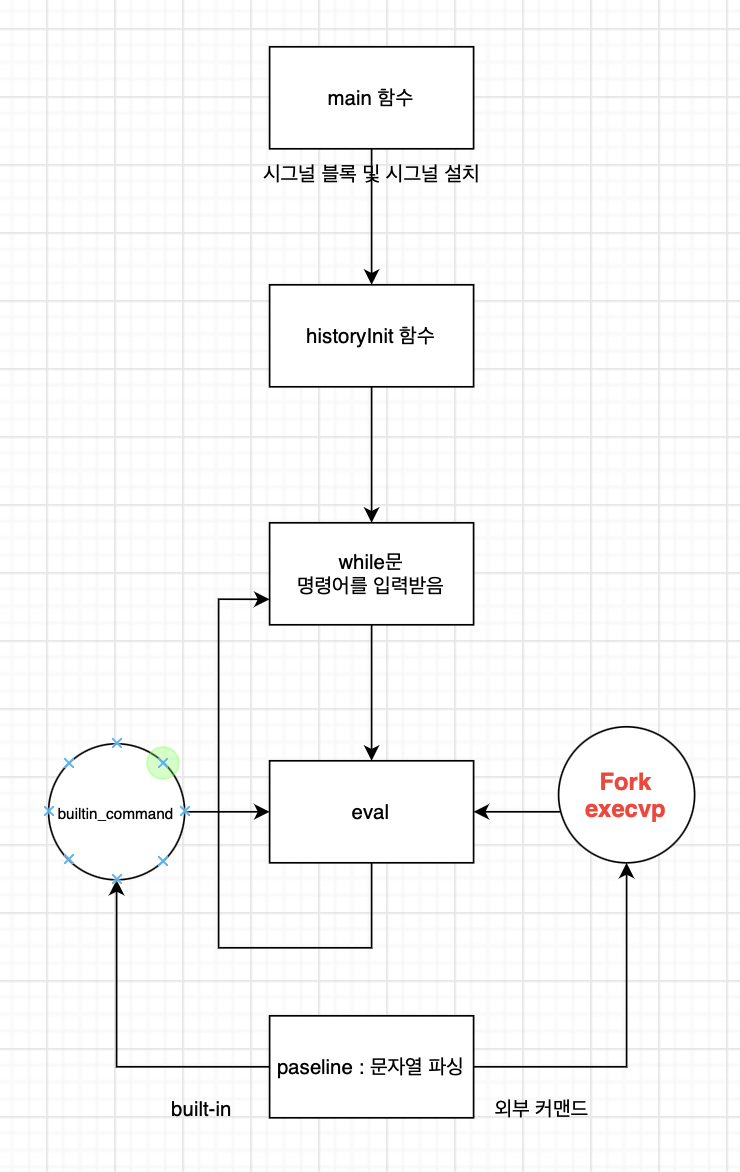 main 함수
시그널 블록 및 시그널 설치
historyInit 함수
while문
명령어를 입력받음
builtin_command
eval
Fork
execvp
paseline : 문자열 파싱
built-in
외부 커맨드